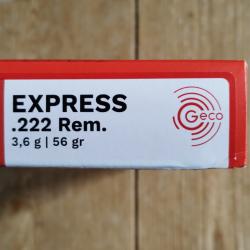 EXPRESS
.222 Rem.
3,6 g | 56 gr
Geco